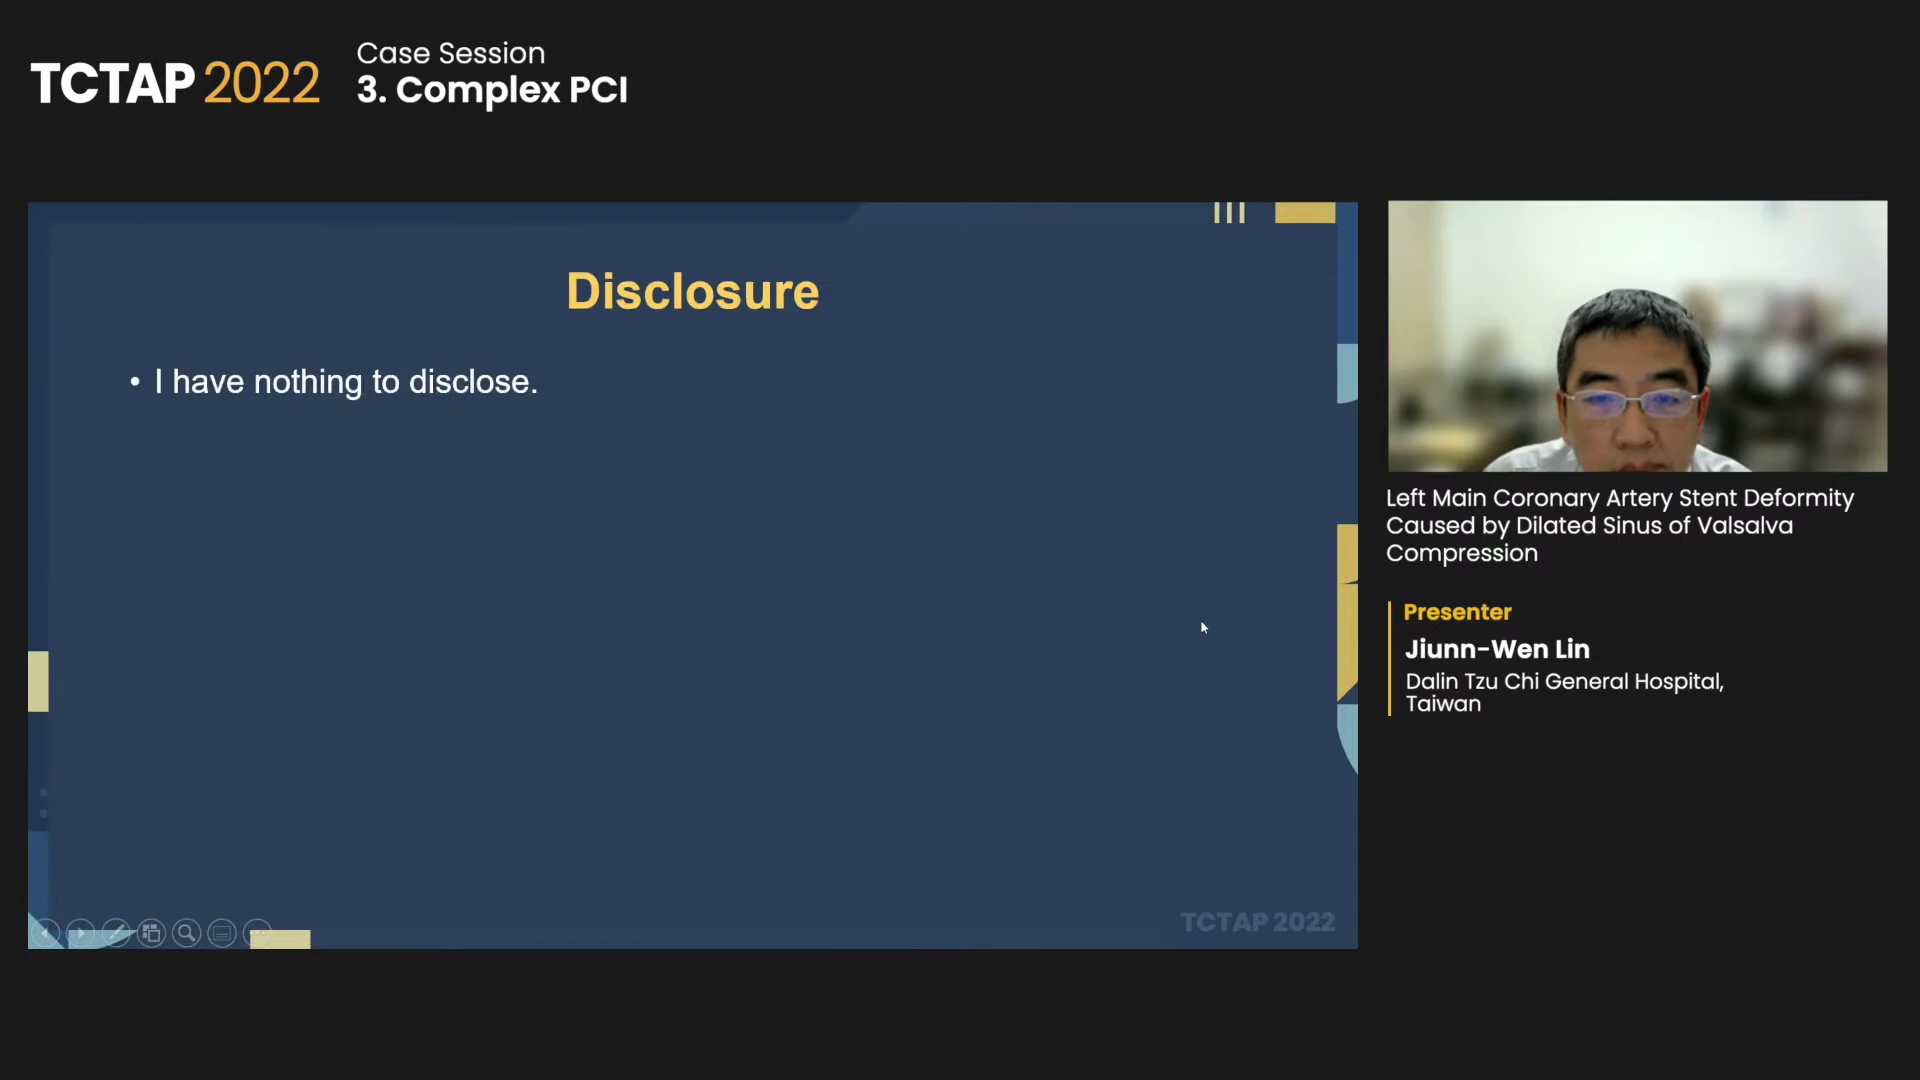 TCTAP 2022
Case Session
3. Complex PCI
Disclosure
• I have nothing to disclose.
TCTAP 2022
Left Main Coronary Artery Stent Deformity
Caused by Dilated Sinus of Valsalva
Compression
Presenter
Jiunn-Wen Lin
Dalin Tzu Chi General Hospital,
Taiwan